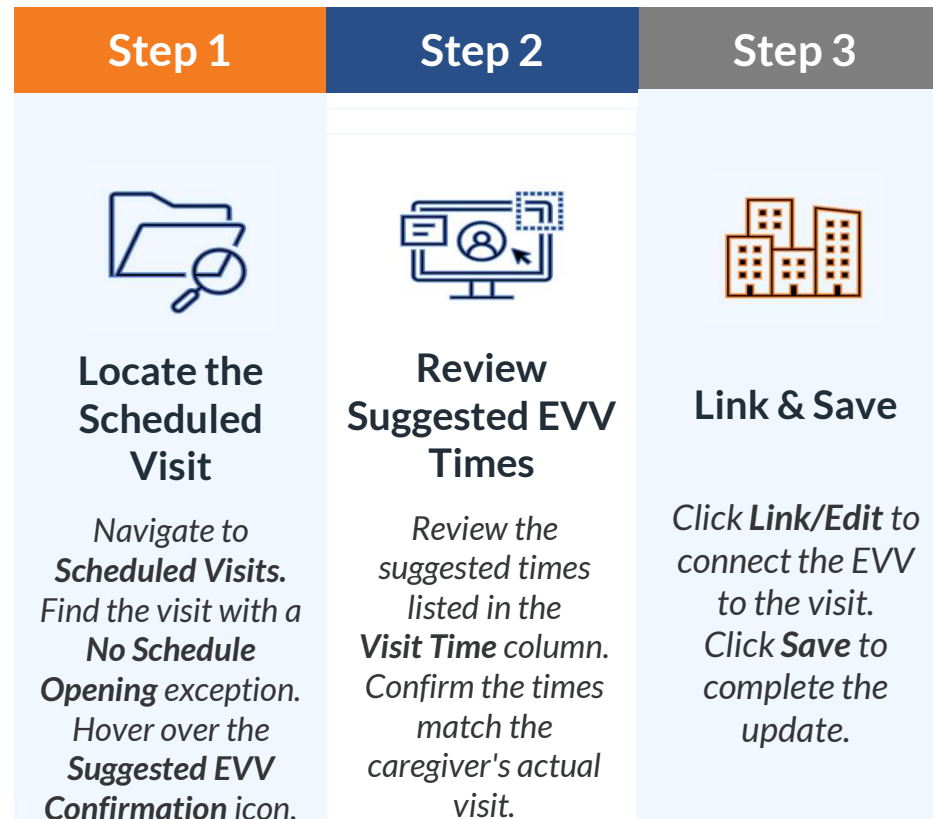 Step 1
Locate the
Scheduled
Visit
Navigate to
Scheduled Visits.
Find the visit with a
No Schedule
Opening exception.
Hover over the
Suggested EVV
Confirmation icon.
Step 2
Review
Suggested EVV
Times
Review the
suggested times
listed in the
Visit Time column.
Confirm the times
match the
caregiver's actual
visit.
Step 3
Link & Save
Click Link/Edit to
connect the EVV
to the visit.
Click Save to
complete the
update.